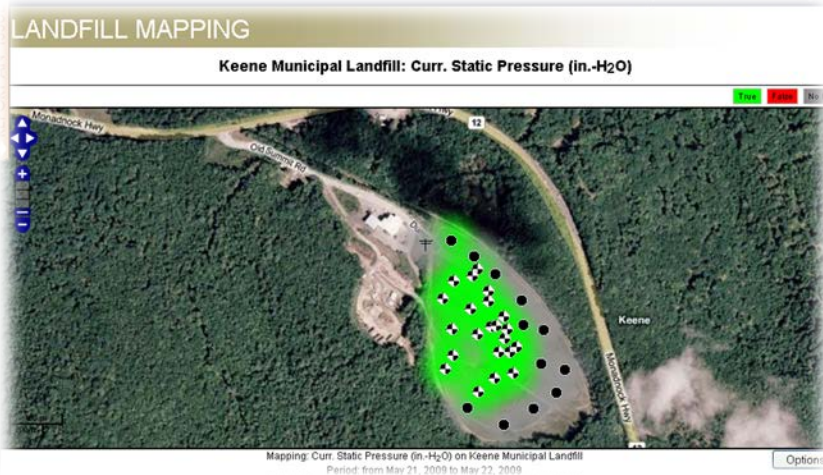 LANDFILL MAPPING
Keene Municipal Landfill: Curr. Static Pressure (in.-H2O)
True False No
Monadnock Hwy
Hwy
12
Old Summit Rd
Keene
Monadnock Hwy
Mapping: Curr. Static Pressure (in.-H2O) on Keene Municipal Landfill
Options
Period: from May 21, 2009 to May 22, 2009